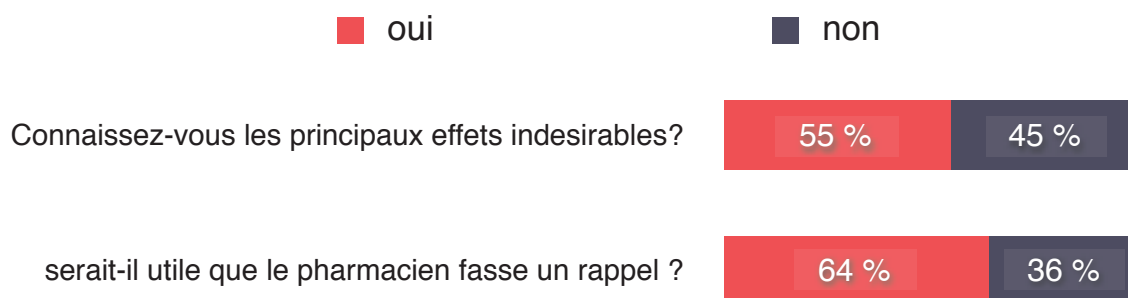 oui non
Connaissez-vous les principaux effets indesirables? 55 % 45 %
serait-il utile que le pharmacien fasse un rappel ? 64 % 36 %